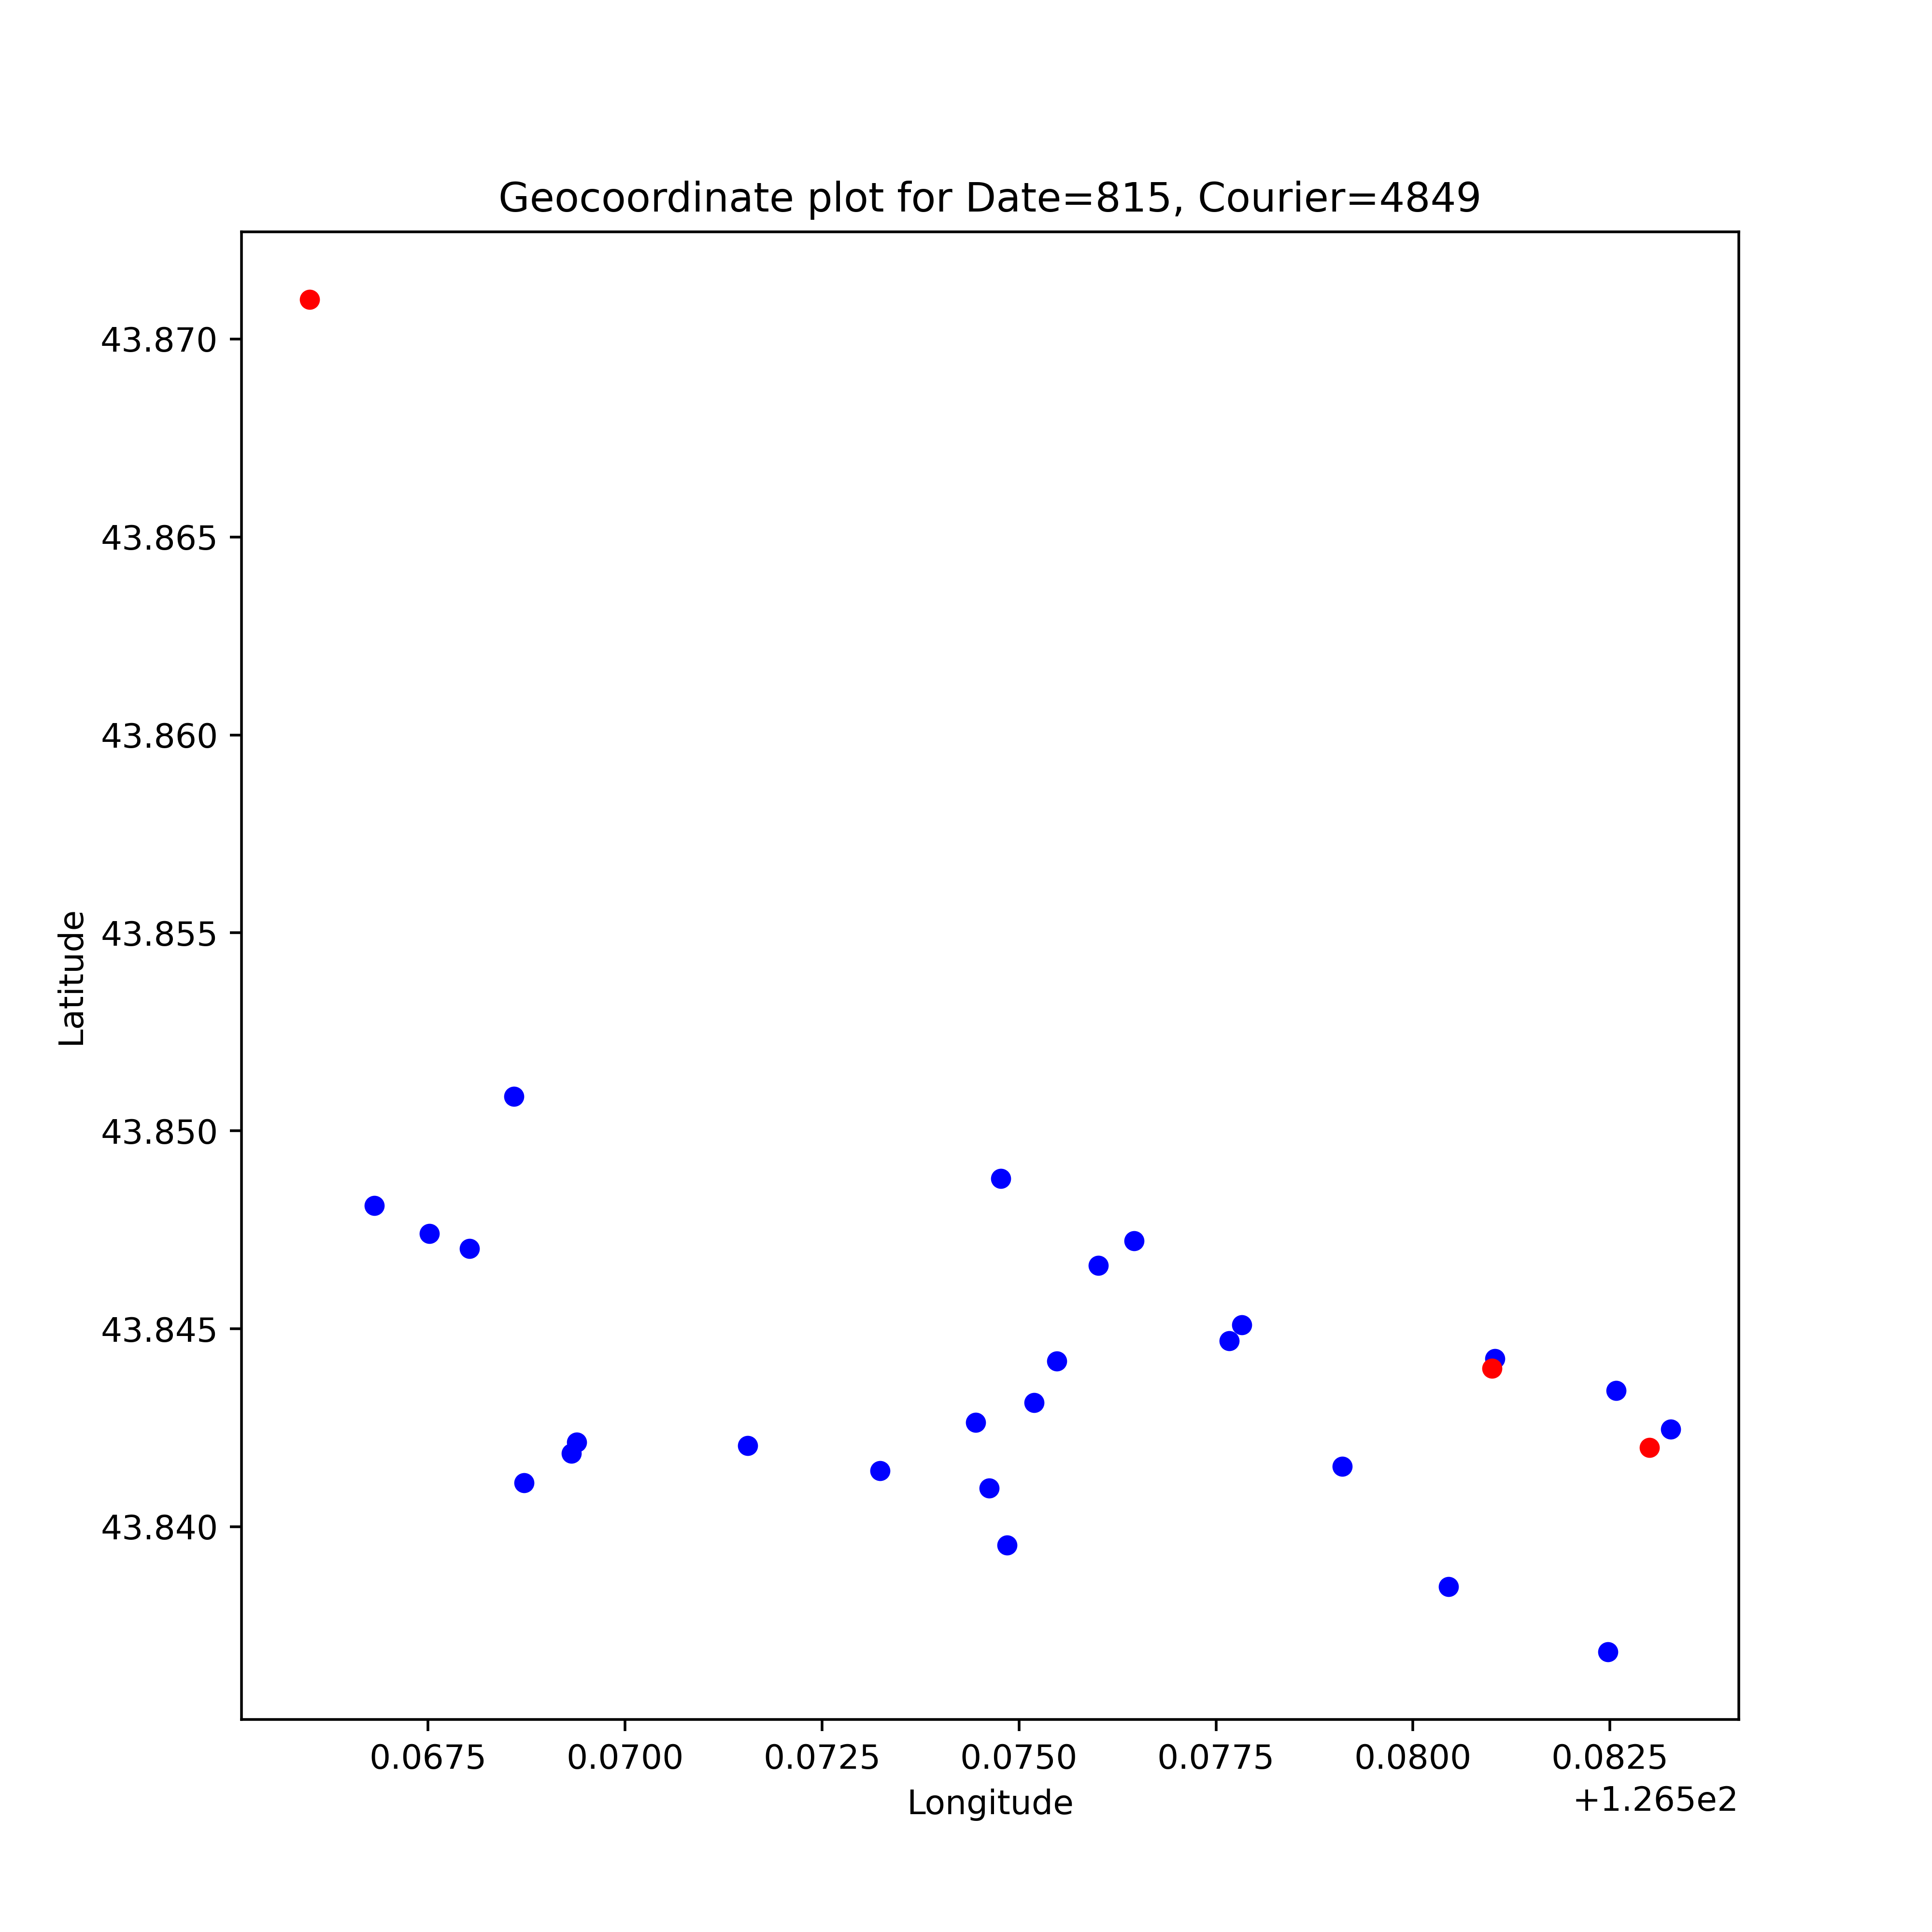 Geocoordinate plot for Date=815, Courier=4849
43.870
43.865
43.860
43.855
43.850
43.845
43.840
Latitude
0.0675 0.0700 0.0725 0.0750 0.0775 0.0800 0.0825
+1.265e2
Longitude